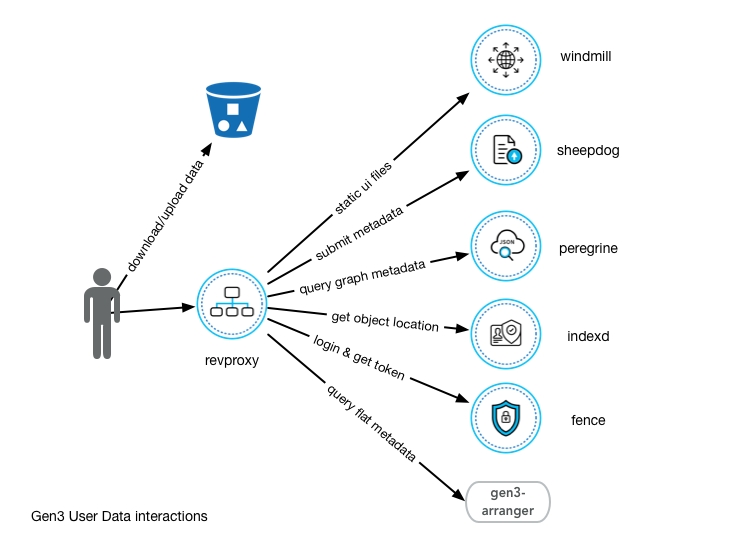 windmill
static ui files
sheepdog
submit metadata
download/upload data
JSON
peregrine
query graph metadata
get object location
indexd
revproxy
login & get token
fence
query flat metadata
gen3-
arranger
Gen3 User Data interactions